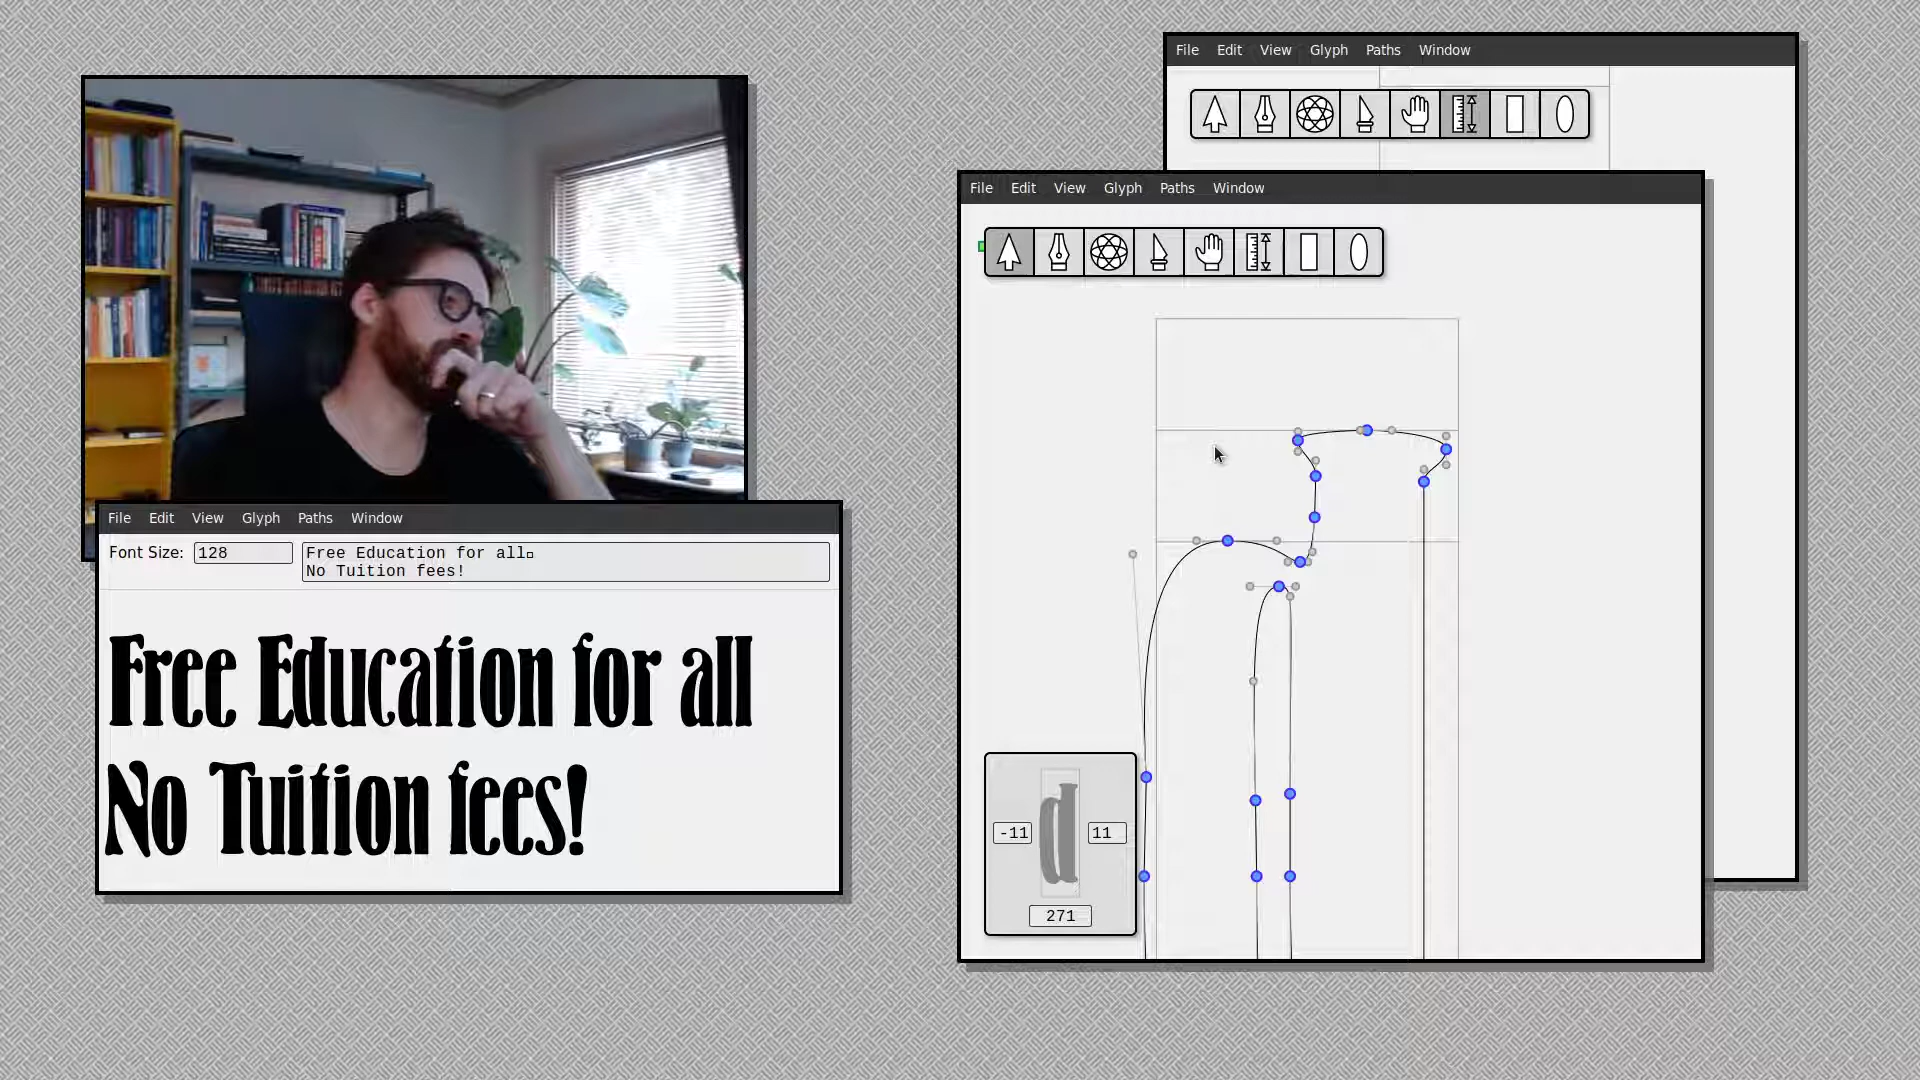 File Edit View Glyph Paths Window
File Edit View Glyph Paths Window
-11
11
271
File Edit View Glyph Paths Window
Font Size: 128
Free Education for all
No Tuition fees!
Free Education for all
No Tuition fees!